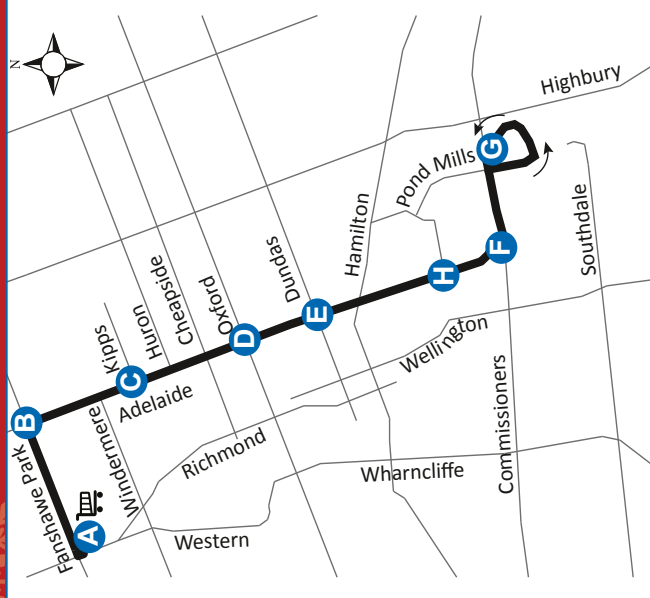 N
Highbury
Pond Mills
G
Hamilton
Southdale
Dundas
F
H
Oxford
Cheapside
Huron
Kipps
E
D
Wellington
C
Adelaide
Commissioners
B
Windermere
Richmond
Wharncliffe
Fanshawe Park
A
Western